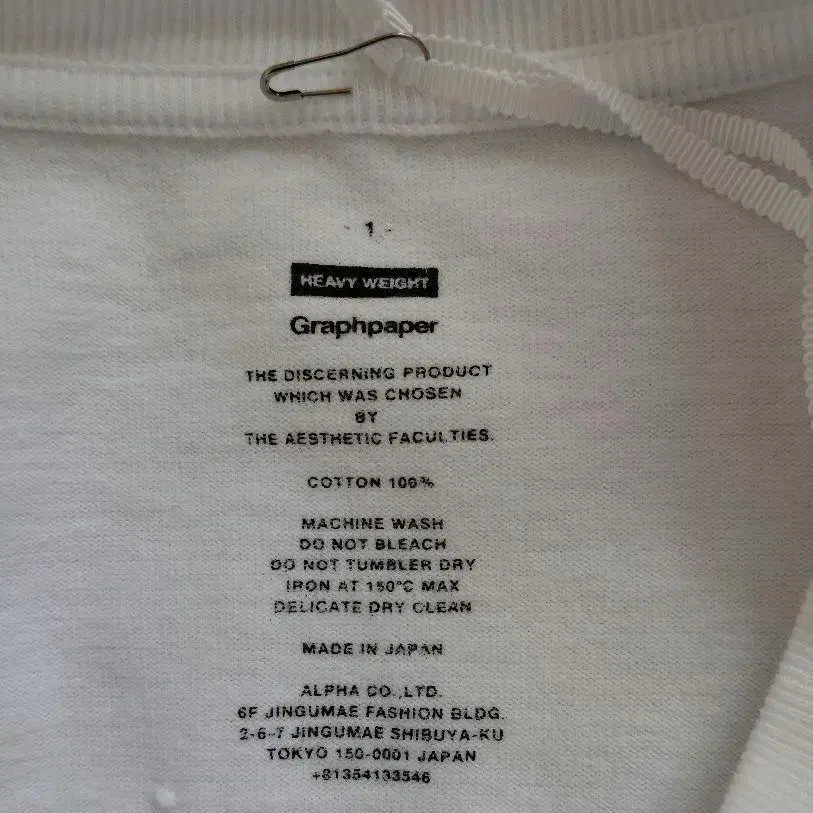 1
HEAVY WEIGHT
Graphpaper
THE DISCERNING PRODUCT
WHICH WAS CHOSEN
BY
THE AESTHETIC FACULTIES.
COTTON 100%
MACHINE WASH
DO NOT BLEACH
DO NOT TUMBLER DRY
IRON AT 150°C MAX
DELICATE DRY CLEAN
MADE IN JAPAN
ALPHA CO.,LTD.
6F JINGUMAE FASHION BLDG.
2-6-7 JINGUMAE SHIBUYA-KU
TOKYO 150-0001 JAPAN
+81354133546